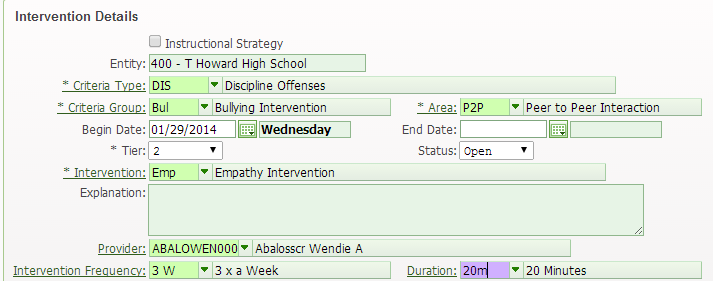 Intervention Details
Instructional Strategy
Entity: 400 - T Howard High School
* Criteria Type: DIS Discipline Offenses
* Criteria Group: Bul Bullying Intervention * Area: P2P Peer to Peer Interaction
Begin Date: 01/29/2014 Wednesday End Date:
* Tier: 2 Status: Open
* Intervention: Emp Empathy Intervention
Explanation:
Provider: ABALOWEN000 Abalosscr Wendie A
Intervention Frequency: 3 W 3 x a Week Duration: 20m 20 Minutes